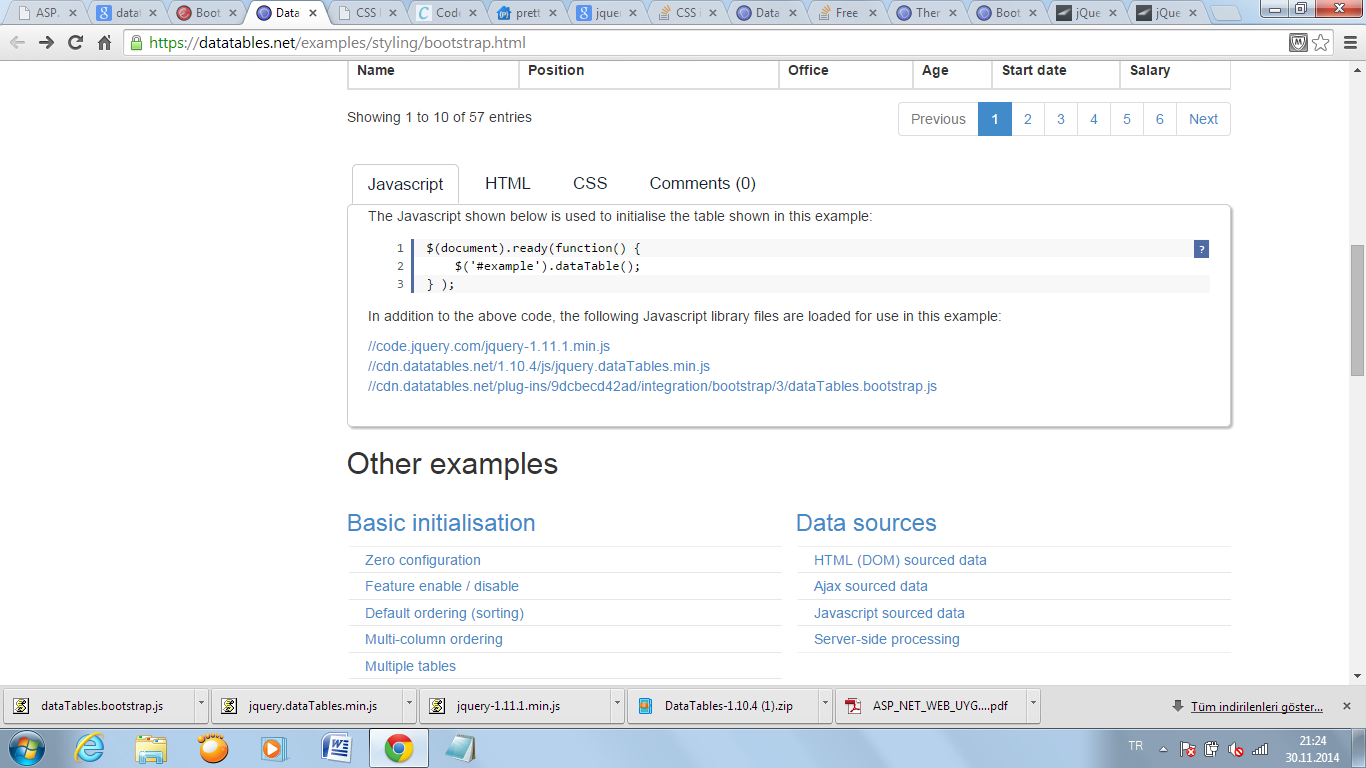 ASP.
datat
Boot
Data
CSS
Code
prett
jque
CSS
Data
Free
Ther
Boot
jQue
jQue
https://datatables.net/examples/styling/bootstrap.html
Name Position Office Age Start date Salary
Showing 1 to 10 of 57 entries
Previous 1 2 3 4 5 6 Next
Javascript HTML CSS Comments (0)
The Javascript shown below is used to initialise the table shown in this example:
1 $(document).ready(function() {
?
2 $('#example').dataTable();
3 } );
In addition to the above code, the following Javascript library files are loaded for use in this example:
//code.jquery.com/jquery-1.11.1.min.js
//cdn.datatables.net/1.10.4/js/jquery.dataTables.min.js
//cdn.datatables.net/plug-ins/9dcbecd42ad/integration/bootstrap/3/dataTables.bootstrap.js
Other examples
Basic initialisation
Zero configuration
Feature enable / disable
Default ordering (sorting)
Multi-column ordering
Multiple tables
Data sources
HTML (DOM) sourced data
Ajax sourced data
Javascript sourced data
Server-side processing
dataTables.bootstrap.js
jquery.dataTables.min.js
jquery-1.11.1.min.js
DataTables-1.10.4 (1).zip
ASP_NET_WEB_UYG....pdf
Tüm indirilenleri göster...
TR
21:24
30.11.2014